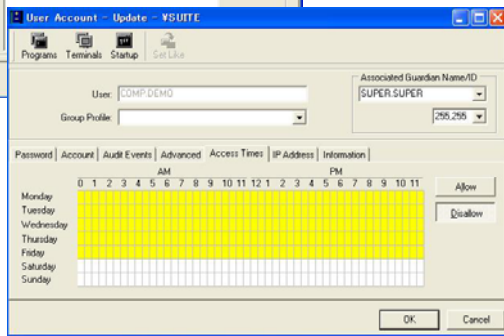 User Account - Update - ¥SUITE
Programs Terminals Startup Set Like
Associated Guardian Name/ID
User: COMP.DEMO SUPER.SUPER
Group Profile: 255,255
Password Account Audit Events Advanced Access Times IP Address Information
AM PM
0 1 2 3 4 5 6 7 8 9 10 11 12 1 2 3 4 5 6 7 8 9 10 11
Allow
Monday
Tuesday
Disallow
Wednesday
Thursday
Friday
Saturday
Sunday
OK Cancel